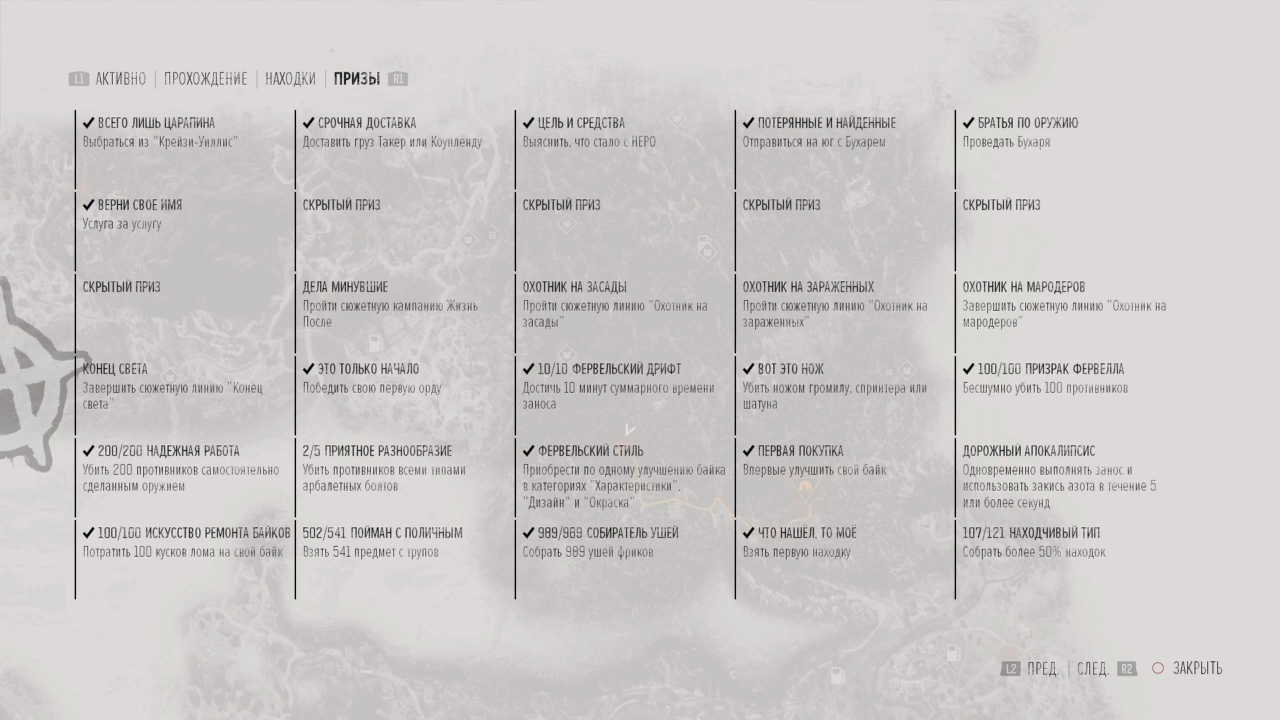 L1 АКТИВНО | ПРОХОЖДЕНИЕ | НАХОДКИ | ПРИЗЫ R1
✔ ВСЕГО ЛИШЬ ЦАРАПИНА
Выбраться из "Крейзи-Уиллис"
✔ СРОЧНАЯ ДОСТАВКА
Доставить груз Такер или Коупленду
✔ ЦЕЛЬ И СРЕДСТВА
Выяснить, что стало с НЕРО
✔ ПОТЕРЯННЫЕ И НАЙДЕННЫЕ
Отправиться на юг с Бухарем
✔ БРАТЬЯ ПО ОРУЖИЮ
Проведать Бухаря
✔ ВЕРНИ СВОЕ ИМЯ
Услуга за услугу
СКРЫТЫЙ ПРИЗ
СКРЫТЫЙ ПРИЗ
СКРЫТЫЙ ПРИЗ
СКРЫТЫЙ ПРИЗ
СКРЫТЫЙ ПРИЗ
ДЕЛА МИНУВШИЕ
Пройти сюжетную кампанию Жизнь
После
ОХОТНИК НА ЗАСАДЫ
Пройти сюжетную линию "Охотник на
засады"
ОХОТНИК НА ЗАРАЖЕННЫХ
Пройти сюжетную линию "Охотник на
зараженных"
ОХОТНИК НА МАРОДЕРОВ
Завершить сюжетную линию "Охотник на
мародеров"
КОНЕЦ СВЕТА
Завершить сюжетную линию "Конец
света"
✔ ЭТО ТОЛЬКО НАЧАЛО
Победить свою первую орду
✔ 10/10 ФЕРВЕЛЬСКИЙ ДРИФТ
Достичь 10 минут суммарного времени
заноса
✔ ВОТ ЭТО НОЖ
Убить ножом громилу, спринтера или
шатуна
✔ 100/100 ПРИЗРАК ФЕРВЕЛЛА
Бесшумно убить 100 противников
✔ 200/200 НАДЕЖНАЯ РАБОТА
Убить 200 противников самостоятельно
сделанным оружием
2/5 ПРИЯТНОЕ РАЗНООБРАЗИЕ
Убить противников всеми типами
арбалетных болтов
✔ ФЕРВЕЛЬСКИЙ СТИЛЬ
Приобрести по одному улучшению байка
в категориях "Характеристики",
"Дизайн" и "Окраска"
✔ ПЕРВАЯ ПОКУПКА
Впервые улучшить свой байк
ДОРОЖНЫЙ АПОКАЛИПСИС
Одновременно выполнять занос и
использовать закись азота в течение 5
или более секунд
✔ 100/100 ИСКУССТВО РЕМОНТА БАЙКОВ
Потратить 100 кусков лома на свой байк
502/541 ПОЙМАН С ПОЛИЧНЫМ
Взять 541 предмет с трупов
✔ 989/989 СОБИРАТЕЛЬ УШЕЙ
Собрать 989 ушей фриков
✔ ЧТО НАШЁЛ, ТО МОЁ
Взять первую находку
107/121 НАХОДЧИВЫЙ ТИП
Собрать более 50% находок
L2 ПРЕД. | СЛЕД. R2 ЗАКРЫТЬ